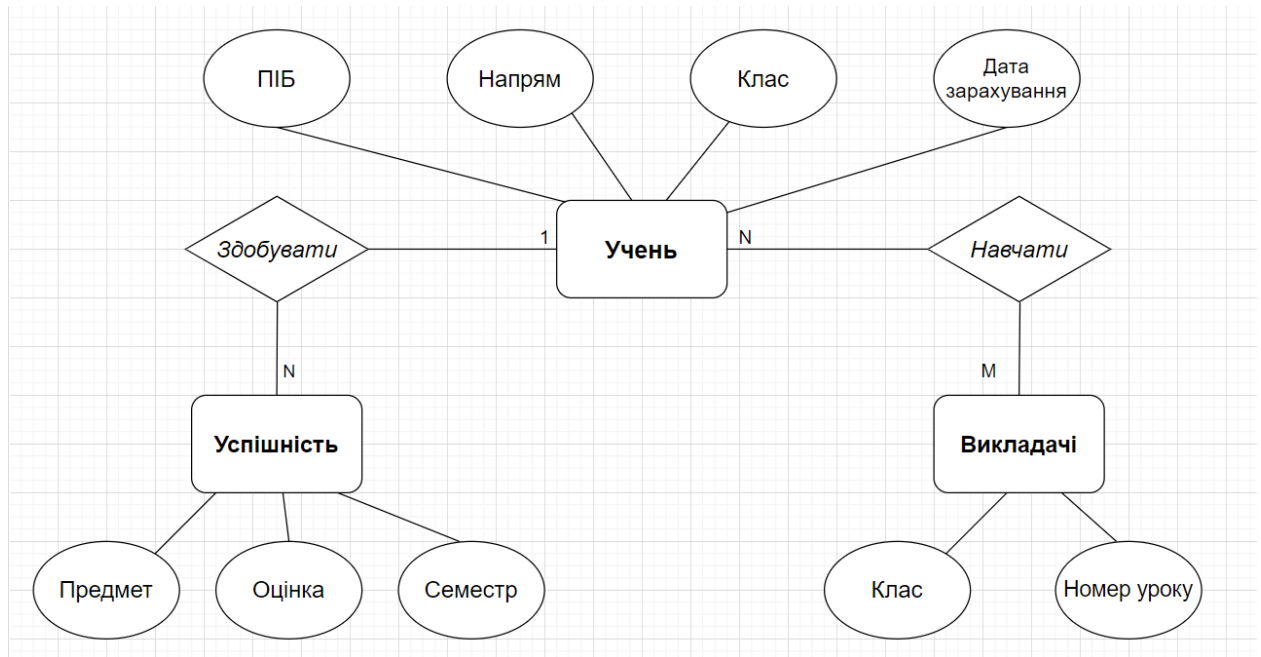 ПІБ
Напрям
Клас
Дата
зарахування
Здобувати
1
Учень
N
Навчати
N
M
Успішність
Викладачі
Предмет
Оцінка
Семестр
Клас
Номер уроку